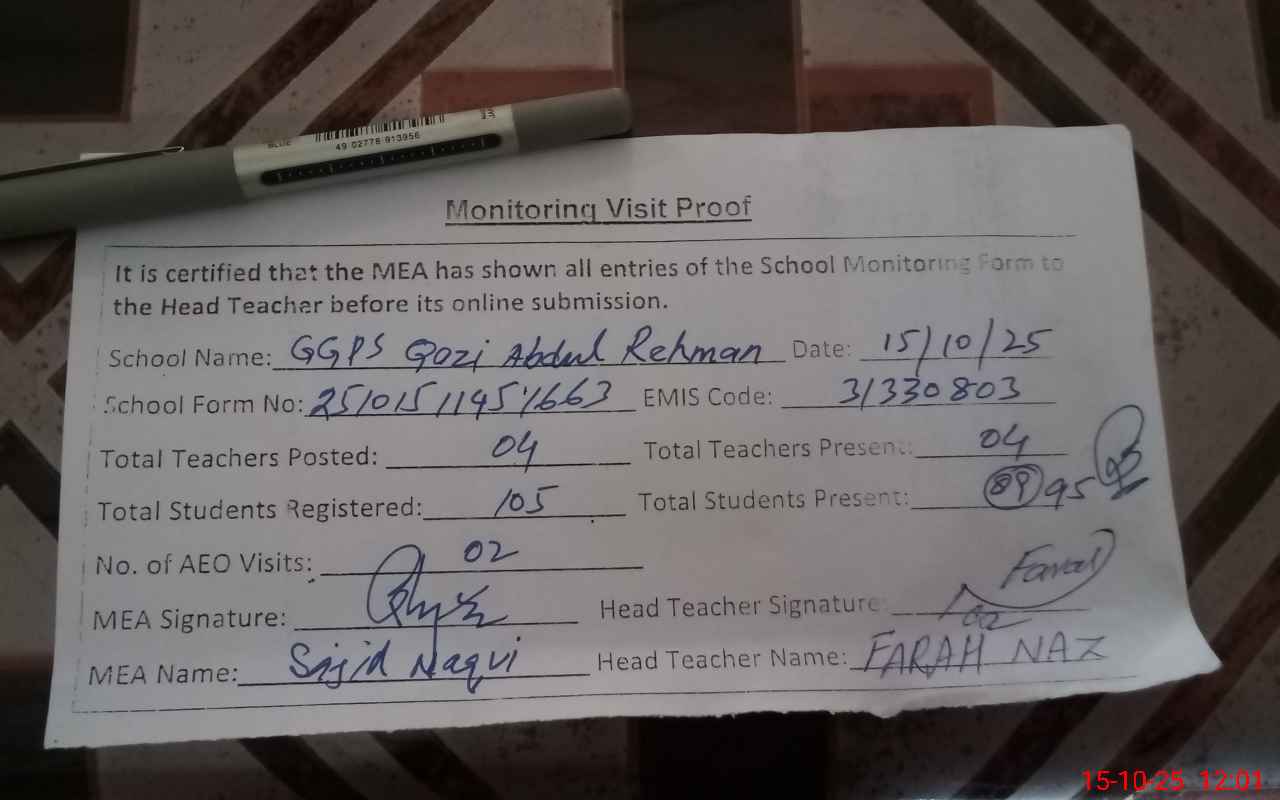 BLUE
49 02778 913956
Monitoring Visit Proof
It is certified that the MEA has shown all entries of the School Monitoring Form to
the Head Teacher before its online submission.
School Name: GGPS Qazi Abdul Rehman Date: 15/10/25
School Form No: EMIS Code: 31330803
Total Teachers Posted: 04 Total Teachers Present: 04
Total Students Registered: 105 Total Students Present: 89 95
No. of AEO Visits: 02
MEA Signature: Head Teacher Signature: Farah
MEA Name: Sajid Naqvi Head Teacher Name: FARAH NAZ
15-10-25 12:01